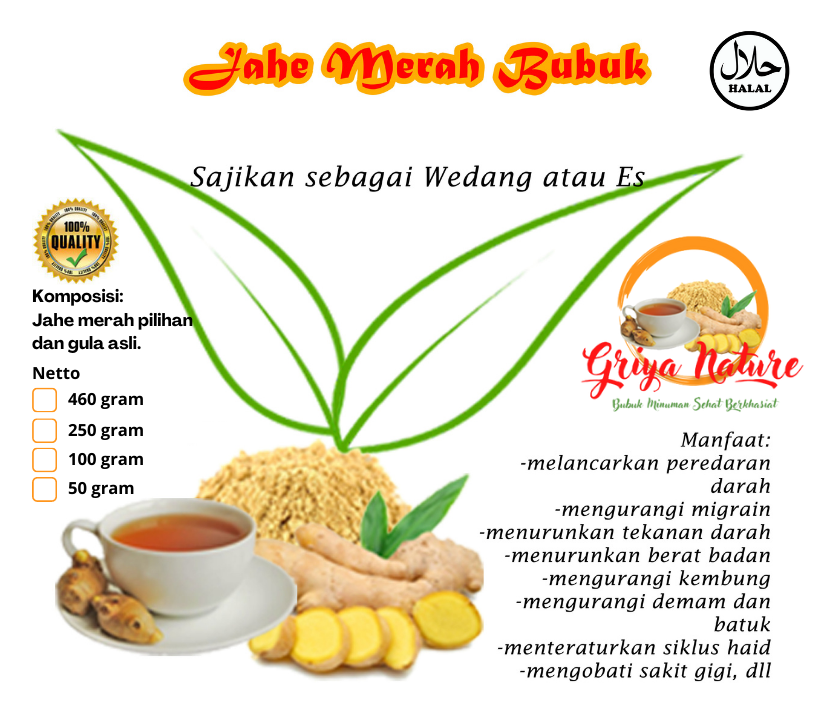 Jahe Merah Bubuk
حلال
HALAL
Sajikan sebagai Wedang atau Es
100%
QUALITY
Komposisi:
Jahe merah pilihan
dan gula asli.
Netto
460 gram
250 gram
100 gram
50 gram
Griya Nature
Bubuk Minuman Sehat Berkhasiat
Manfaat:
-melancarkan peredaran
darah
-mengurangi migrain
-menurunkan tekanan darah
-menurunkan berat badan
-mengurangi kembung
-mengurangi demam dan
batuk
-menteraturkan siklus haid
-mengobati sakit gigi, dll